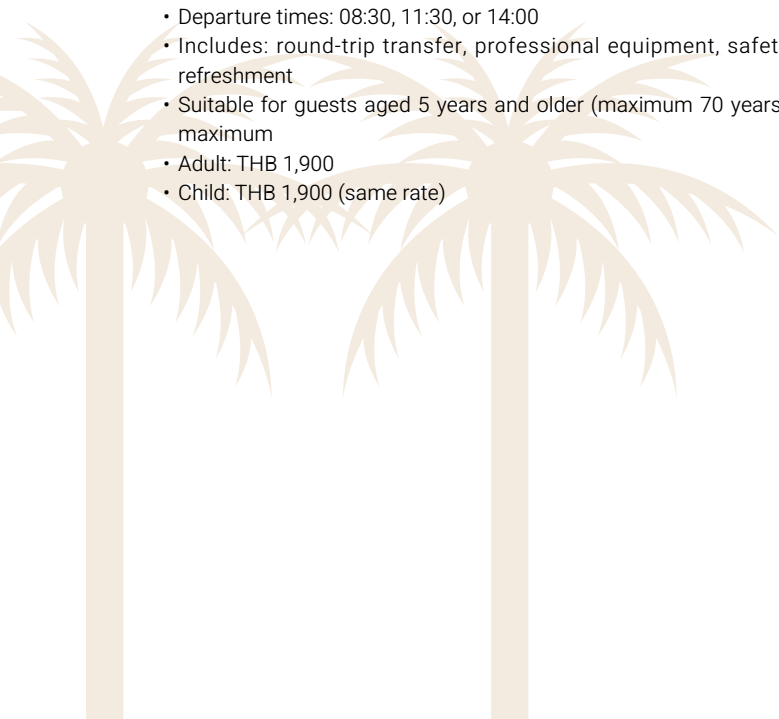 • Departure times: 08:30, 11:30, or 14:00
• Includes: round-trip transfer, professional equipment, safet
refreshment
• Suitable for guests aged 5 years and older (maximum 70 years
maximum
• Adult: THB 1,900
• Child: THB 1,900 (same rate)